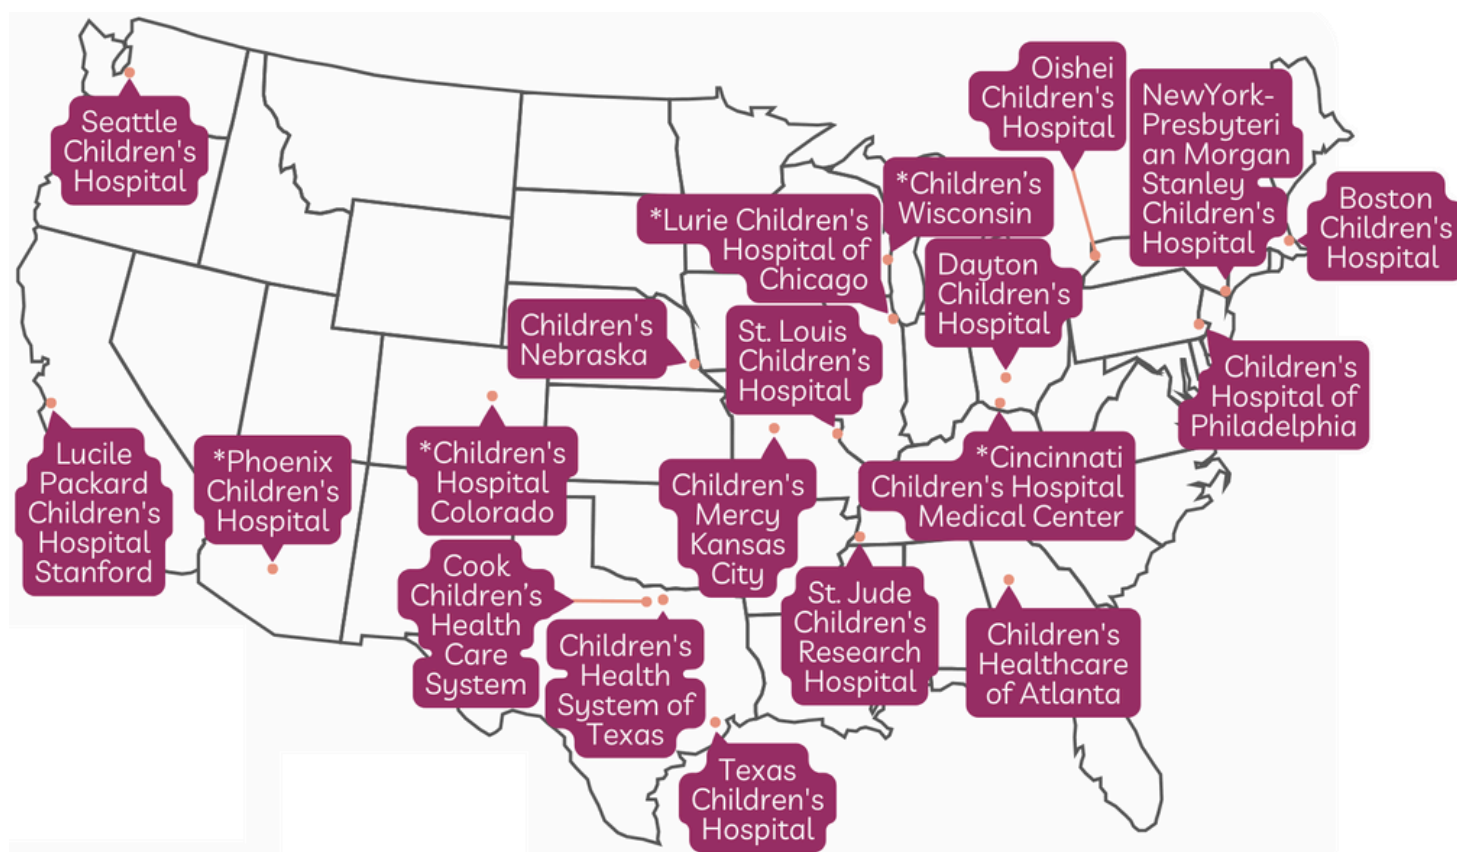 Seattle
Children's
Hospital
Lucile
Packard
Children's
Hospital
Stanford
*Phoenix
Children's
Hospital
*Children's
Hospital
Colorado
Cook
Children’s
Health
Care
System
Children's
Health
System of
Texas
Texas
Children's
Hospital
Children's
Nebraska
Children's
Mercy
Kansas
City
St. Louis
Children’s
Hospital
*Lurie Children's
Hospital of
Chicago
*Children’s
Wisconsin
Dayton
Children's
Hospital
*Cincinnati
Children's Hospital
Medical Center
St. Jude
Children's
Research
Hospital
Children's
Healthcare
of Atlanta
Oishei
Children's
Hospital
NewYork-
Presbyteri
an Morgan
Stanley
Children's
Hospital
Boston
Children's
Hospital
Children's
Hospital of
Philadelphia